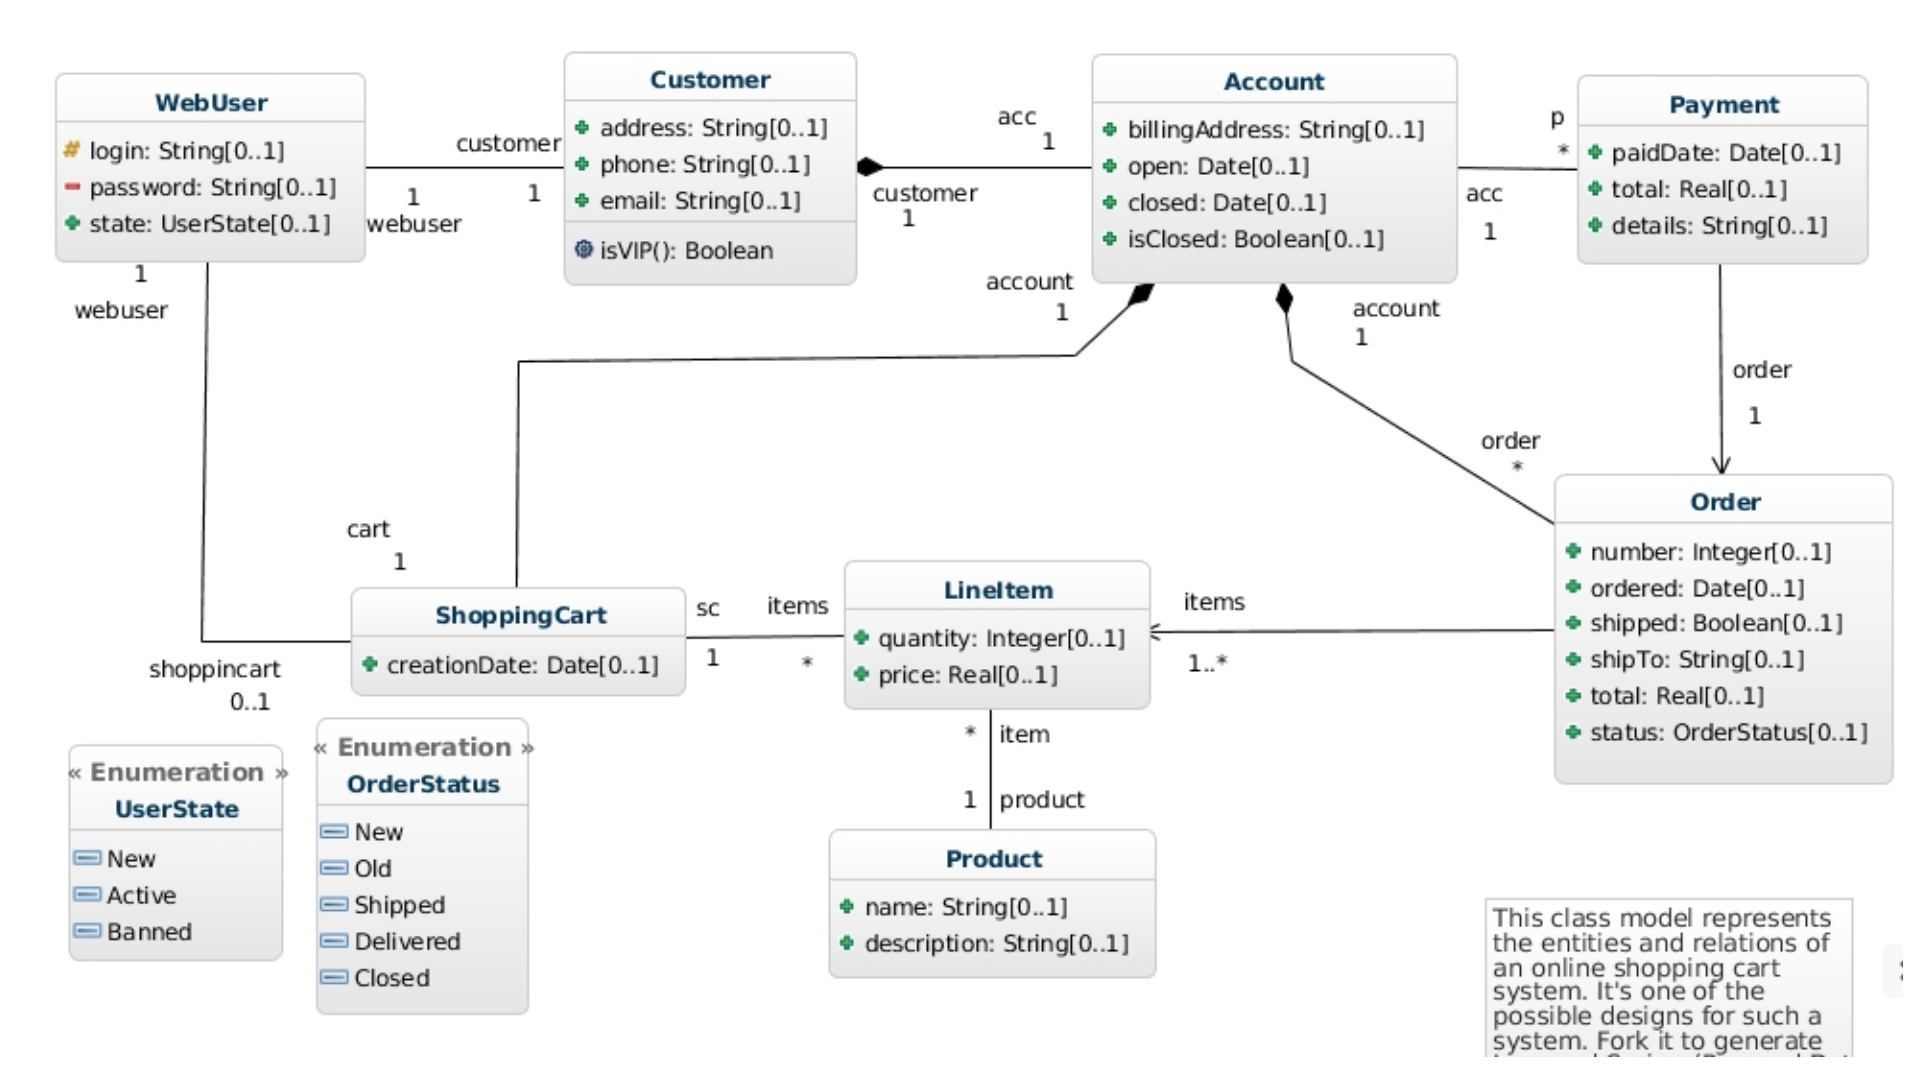 WebUser
# login: String[0..1]
password: String[0..1]
state: UserState[0..1]
customer
1
webuser
1
Customer
address: String[0..1]
phone: String[0..1]
email: String[0..1]
isVIP(): Boolean
acc
1
customer
1
Account
billingAddress: String[0..1]
open: Date[0..1]
closed: Date[0..1]
isClosed: Boolean[0..1]
p
*
acc
1
Payment
paidDate: Date[0..1]
total: Real[0..1]
details: String[0..1]
1
webuser
account
1
account
1
order
1
order
*
cart
1
shoppincart
0..1
ShoppingCart
creationDate: Date[0..1]
sc
1
items
*
LineItem
quantity: Integer[0..1]
price: Real[0..1]
items
1..*
Order
number: Integer[0..1]
ordered: Date[0..1]
shipped: Boolean[0..1]
shipTo: String[0..1]
total: Real[0..1]
status: OrderStatus[0..1]
* item
1 product
« Enumeration »
UserState
New
Active
Banned
« Enumeration »
OrderStatus
New
Old
Shipped
Delivered
Closed
Product
name: String[0..1]
description: String[0..1]
This class model represents
the entities and relations of
an online shopping cart
system. It's one of the
possible designs for such a
system. Fork it to generate